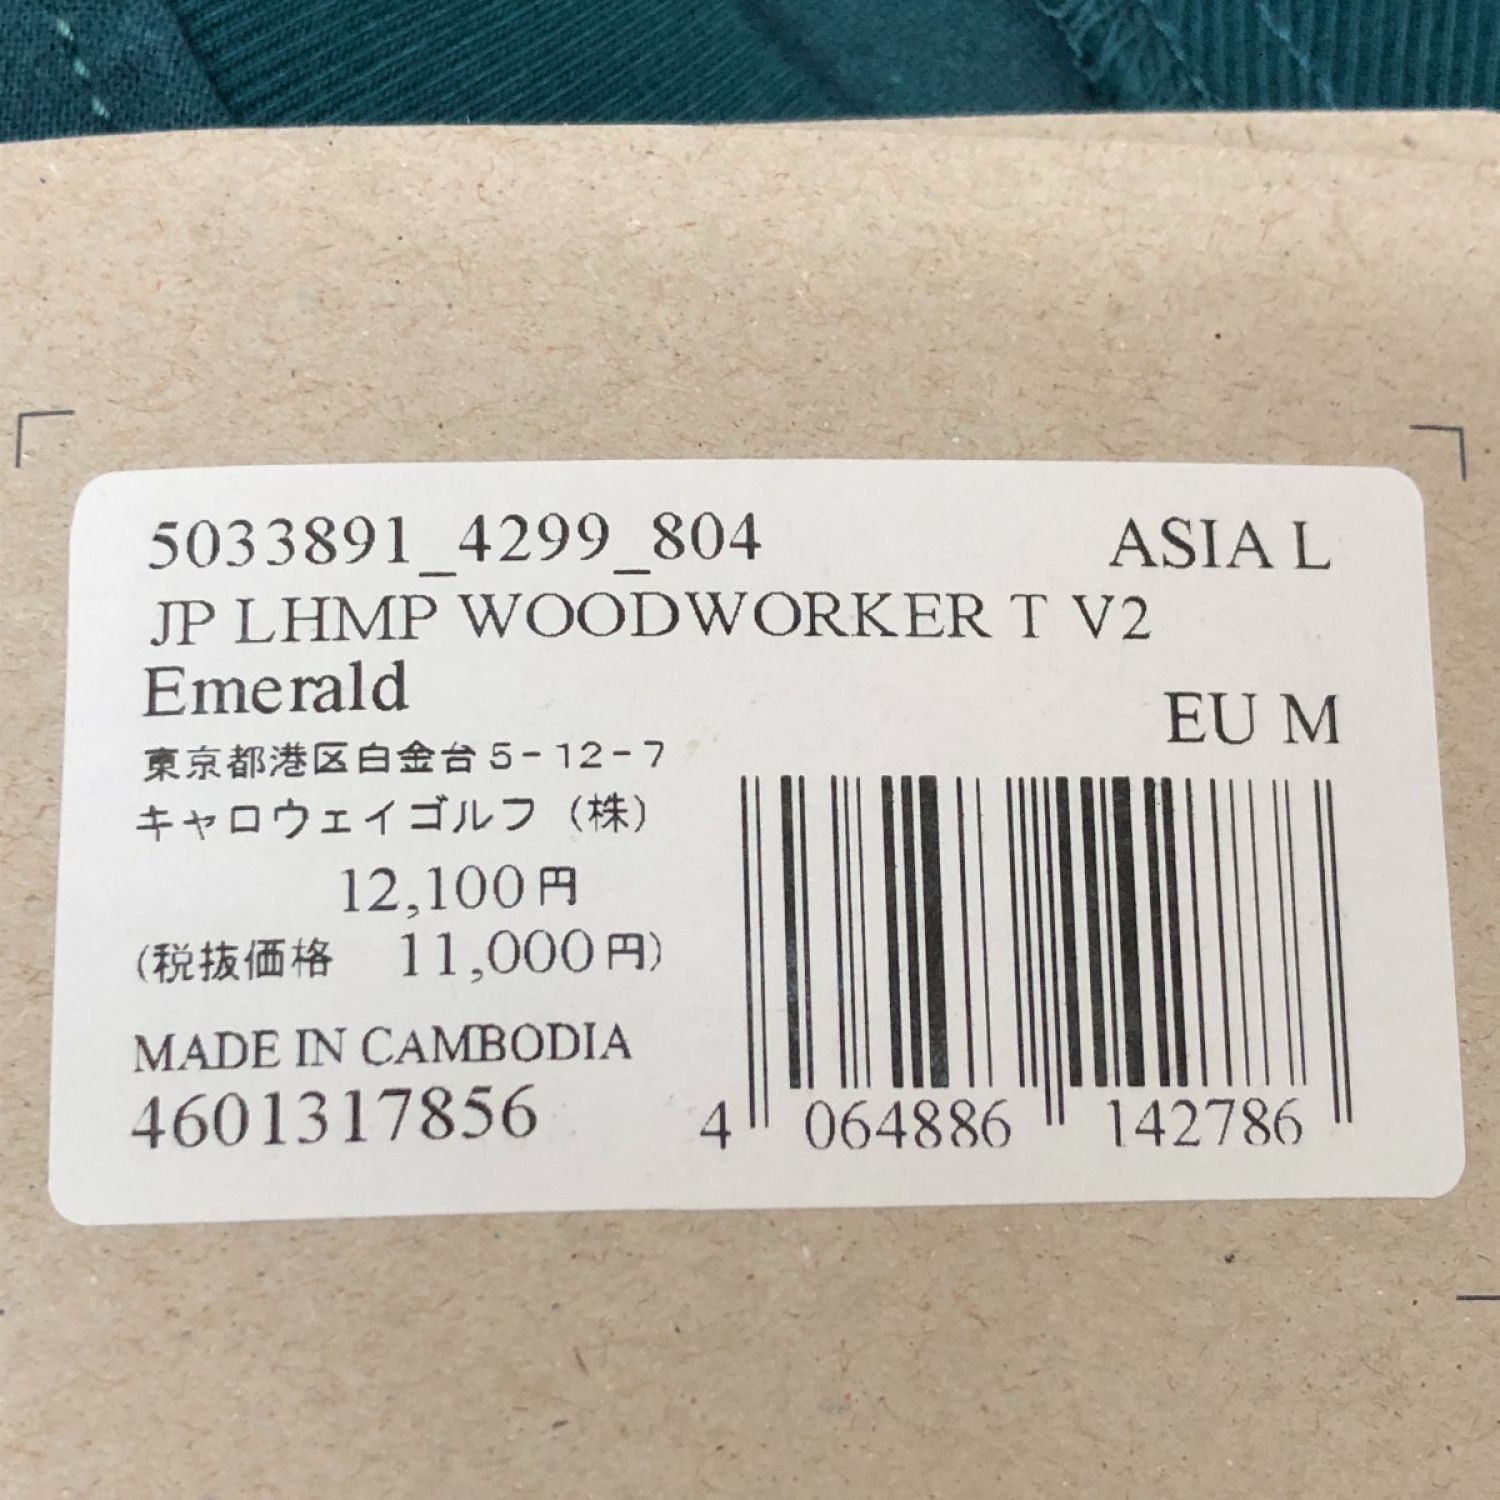 5033891_4299_804 ASIA L
JP LHMP WOODWORKER T V2
Emerald
EU M
東京都港区白金台5-12-7
キャロウェイゴルフ（株）
12,100円
(税抜価格 11,000円)
MADE IN CAMBODIA
4601317856
4 064886 142786